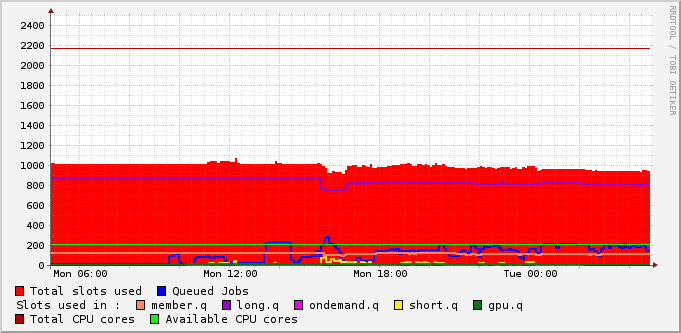 RRDTOOL / TOBI OETIKER
2400
2200
2000
1800
1600
1400
1200
1000
800
600
400
200
0
Mon 06:00 Mon 12:00 Mon 18:00 Tue 00:00
Total slots used Queued Jobs
Slots used in : member.q long.q ondemand.q short.q gpu.q
Total CPU cores Available CPU cores